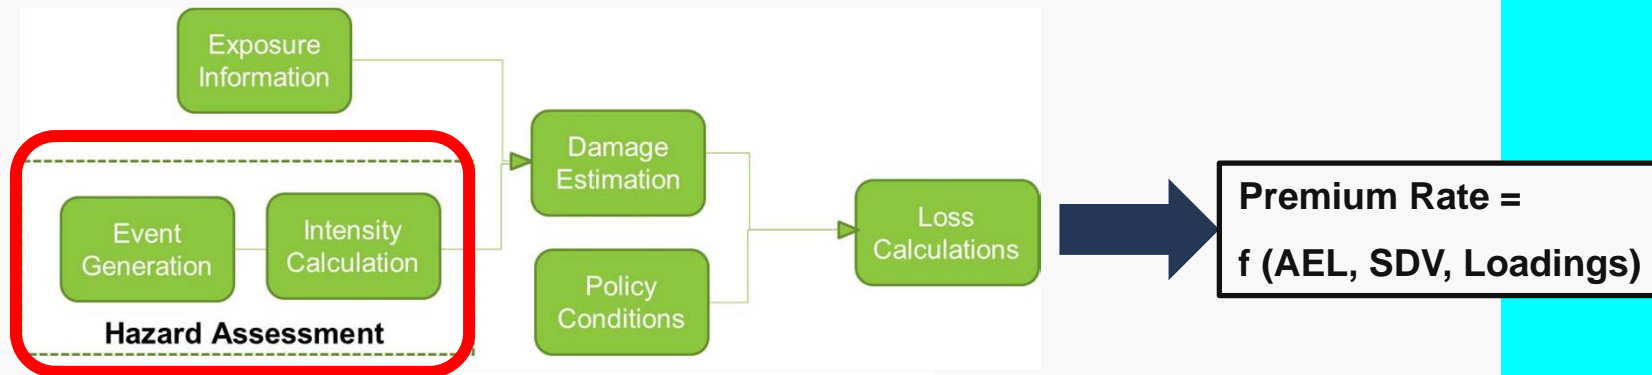 Exposure
Information
Event
Generation
Intensity
Calculation
Hazard Assessment
Damage
Estimation
Policy
Conditions
Loss
Calculations
Premium Rate =
f (AEL, SDV, Loadings)